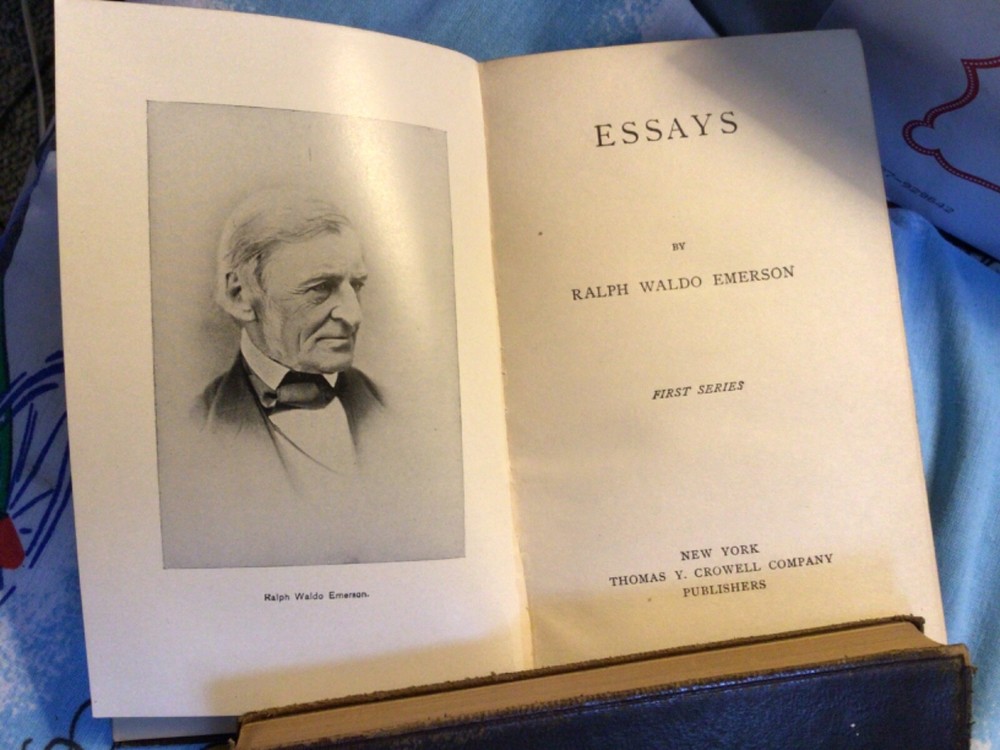 Ralph Waldo Emerson.
ESSAYS
BY
RALPH WALDO EMERSON
FIRST SERIES
NEW YORK
THOMAS Y. CROWELL COMPANY
PUBLISHERS